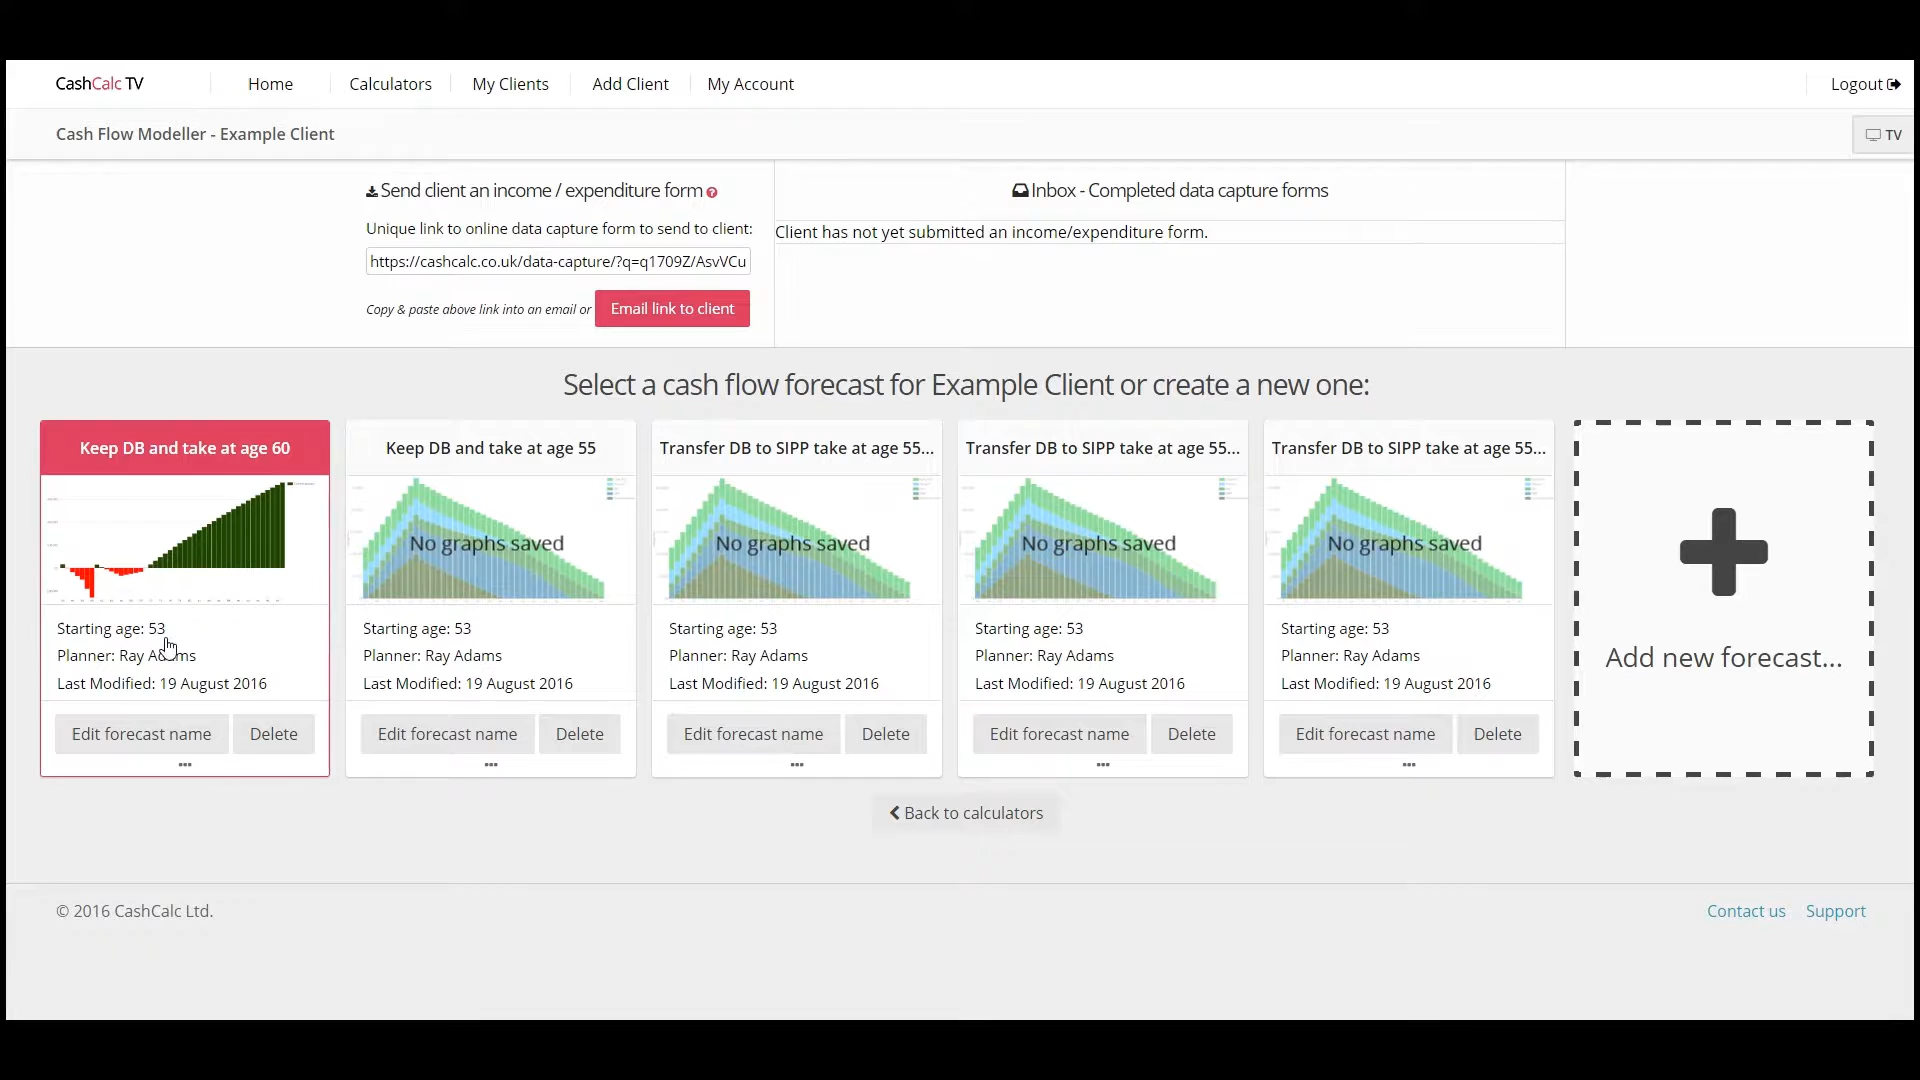 CashCalc TV
Home
Calculators
My Clients
Add Client
My Account
Logout
Cash Flow Modeller - Example Client
TV
Send client an income / expenditure form ?
Inbox - Completed data capture forms
Unique link to online data capture form to send to client:
Client has not yet submitted an income/expenditure form.
https://cashcalc.co.uk/data-capture/?q=q1709Z/AsvVCu
Copy & paste above link into an email or
Email link to client
Select a cash flow forecast for Example Client or create a new one:
Keep DB and take at age 60
Starting age: 53
Planner: Ray Adams
Last Modified: 19 August 2016
Edit forecast name
Delete
Keep DB and take at age 55
No graphs saved
Starting age: 53
Planner: Ray Adams
Last Modified: 19 August 2016
Edit forecast name
Delete
Transfer DB to SIPP take at age 55...
No graphs saved
Starting age: 53
Planner: Ray Adams
Last Modified: 19 August 2016
Edit forecast name
Delete
Transfer DB to SIPP take at age 55...
No graphs saved
Starting age: 53
Planner: Ray Adams
Last Modified: 19 August 2016
Edit forecast name
Delete
Transfer DB to SIPP take at age 55...
No graphs saved
Starting age: 53
Planner: Ray Adams
Last Modified: 19 August 2016
Edit forecast name
Delete
Add new forecast...
Back to calculators
© 2016 CashCalc Ltd.
Contact us
Support